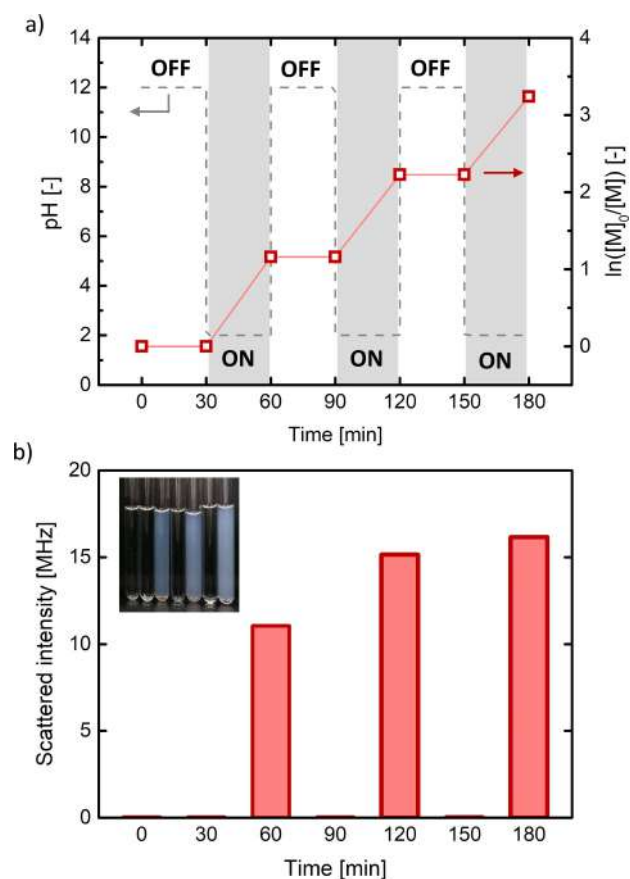 a)
14
12
10
8
6
4
2
0
pH [-]
OFF OFF OFF
ON ON ON
4
3
2
1
0
ln([M]₀/[M]) [-]
0 30 60 90 120 150 180
Time [min]
b)
20
15
10
5
0
Scattered intensity [MHz]
0 30 60 90 120 150 180
Time [min]